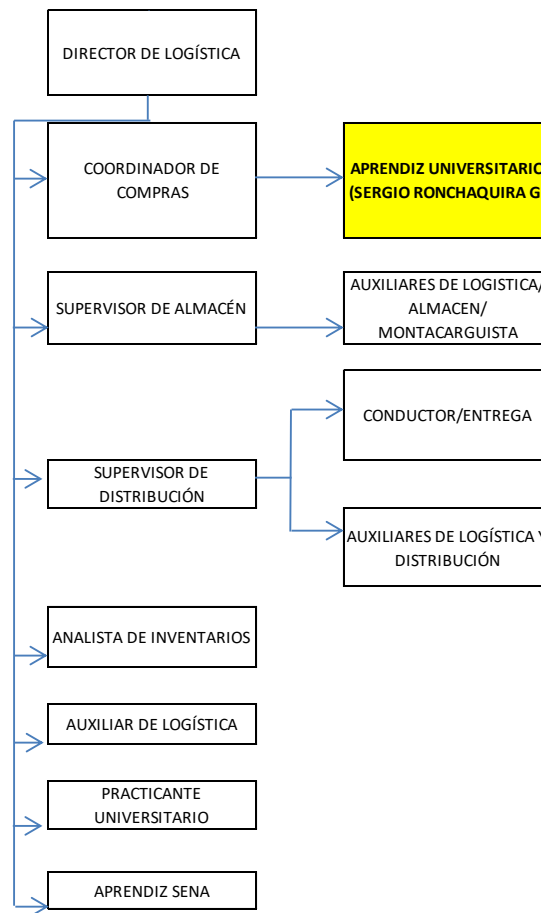 DIRECTOR DE LOGÍSTICA
COORDINADOR DE
COMPRAS
APRENDIZ UNIVERSITARIO
(SERGIO RONCHAQUIRA G
SUPERVISOR DE ALMACÉN
AUXILIARES DE LOGISTICA/
ALMACEN/
MONTACARGUISTA
CONDUCTOR/ENTREGA
SUPERVISOR DE
DISTRIBUCIÓN
AUXILIARES DE LOGÍSTICA Y
DISTRIBUCIÓN
ANALISTA DE INVENTARIOS
AUXILIAR DE LOGÍSTICA
PRACTICANTE
UNIVERSITARIO
APRENDIZ SENA